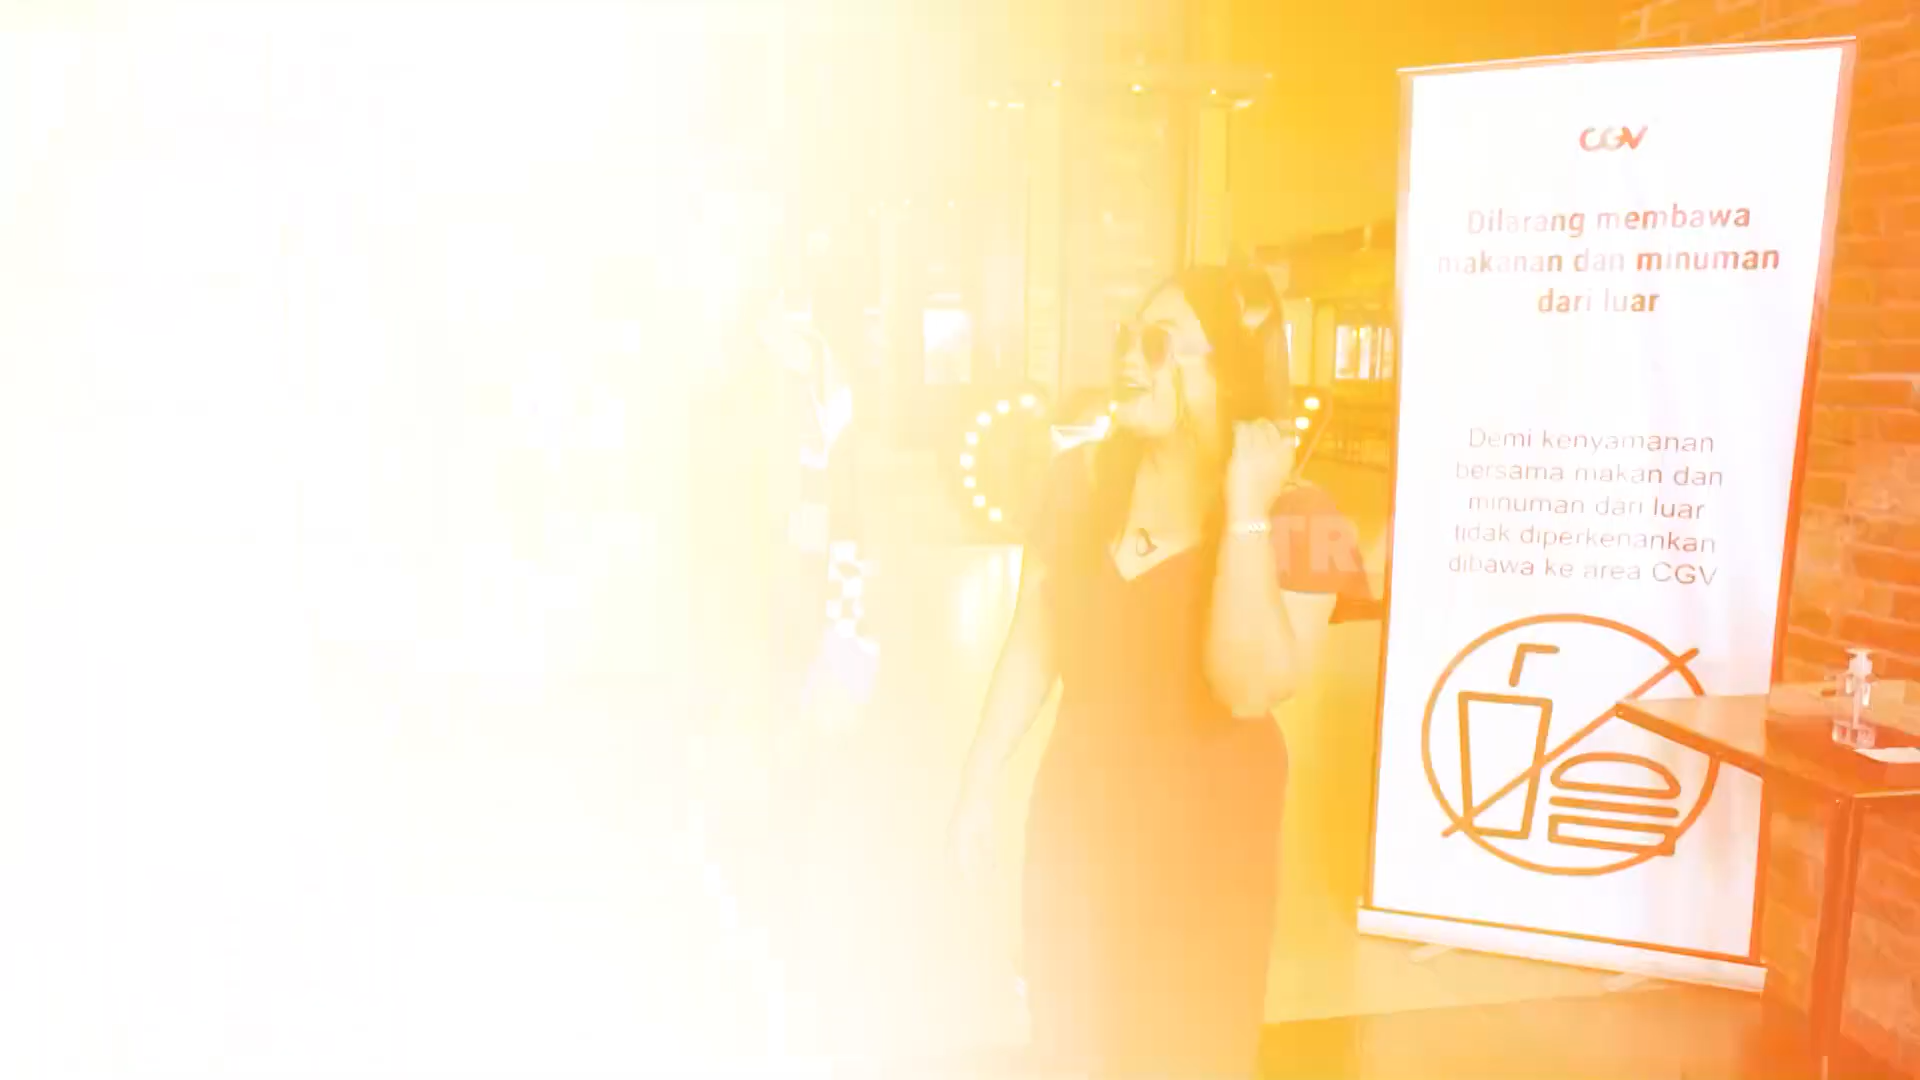 CGV
Dilarang membawa
makanan dan minuman
dari luar
Demi kenyamanan
bersama makan dan
minuman dari luar
tidak diperkenankan
dibawa ke area CGV